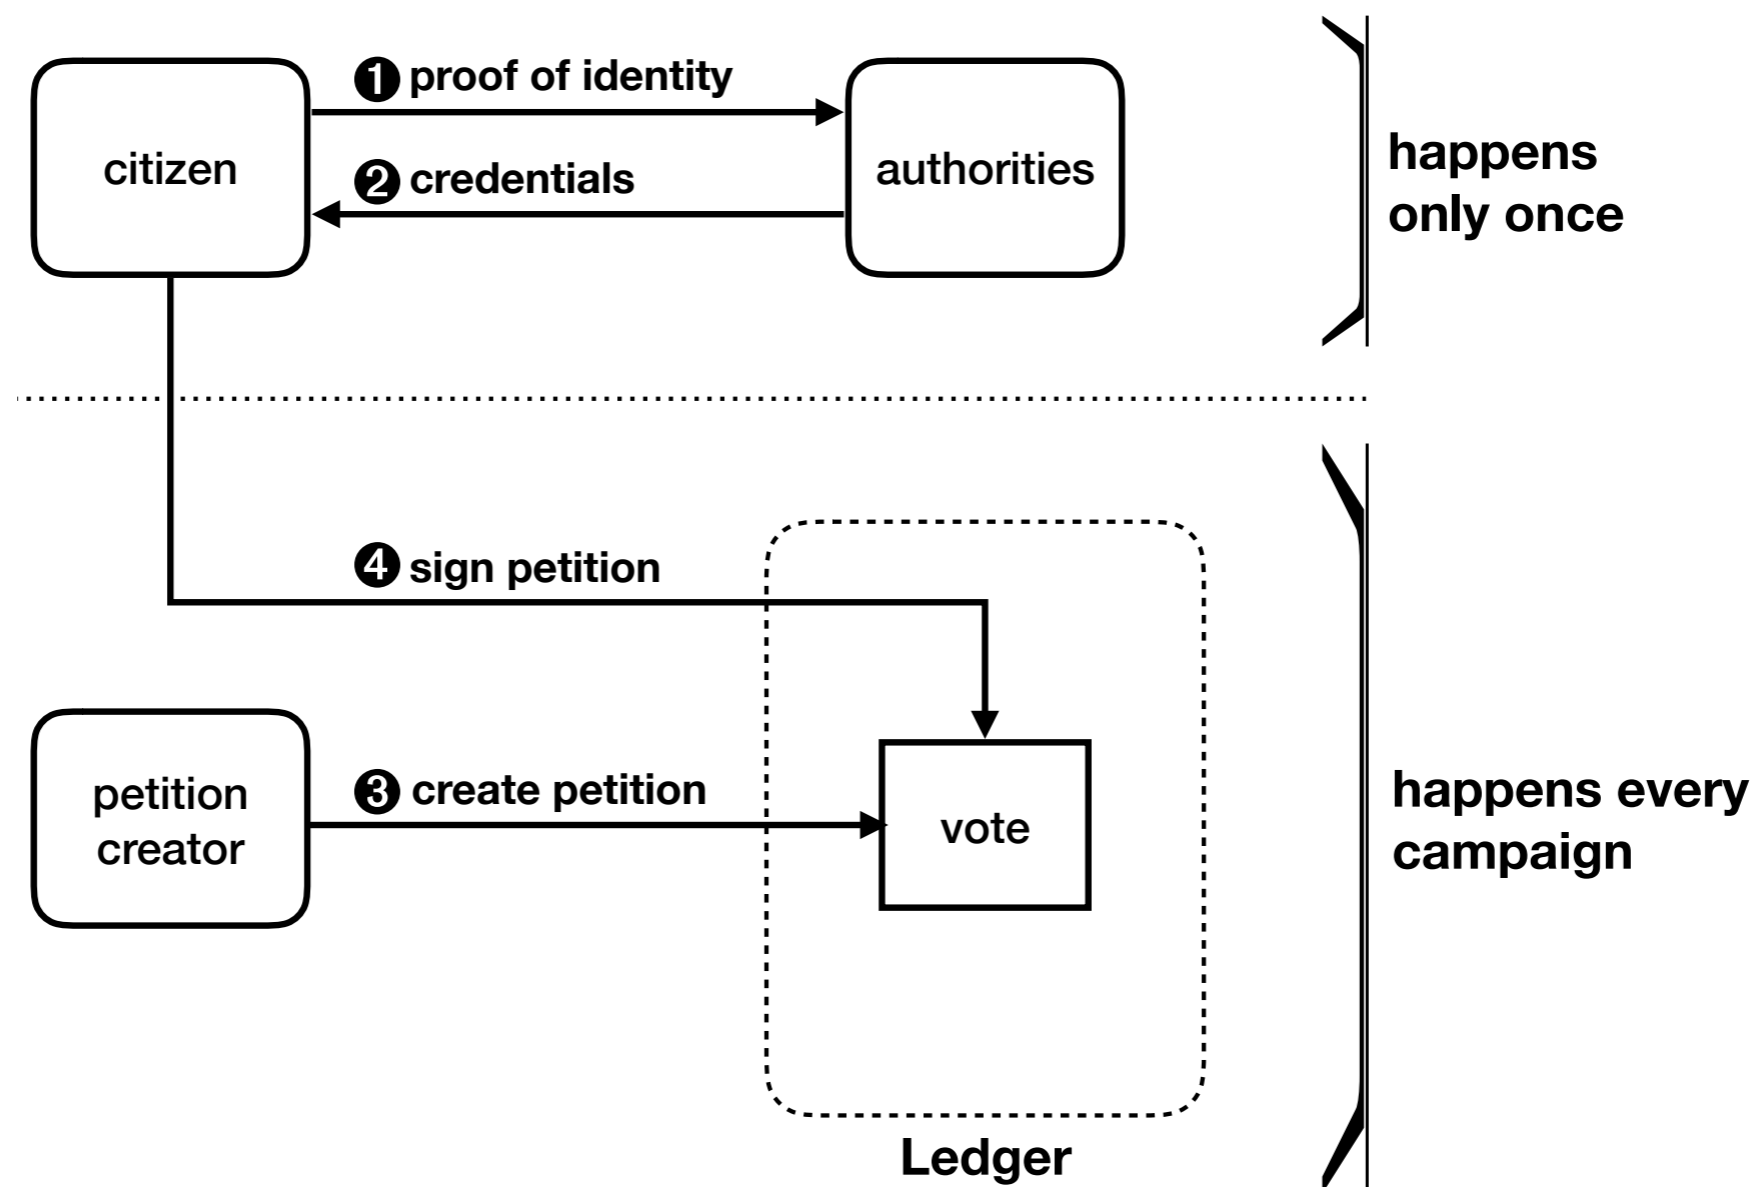 ❶ proof of identity
citizen
❷ credentials
authorities
happens
only once
❹ sign petition
petition
creator
❸ create petition
vote
happens every
campaign
Ledger